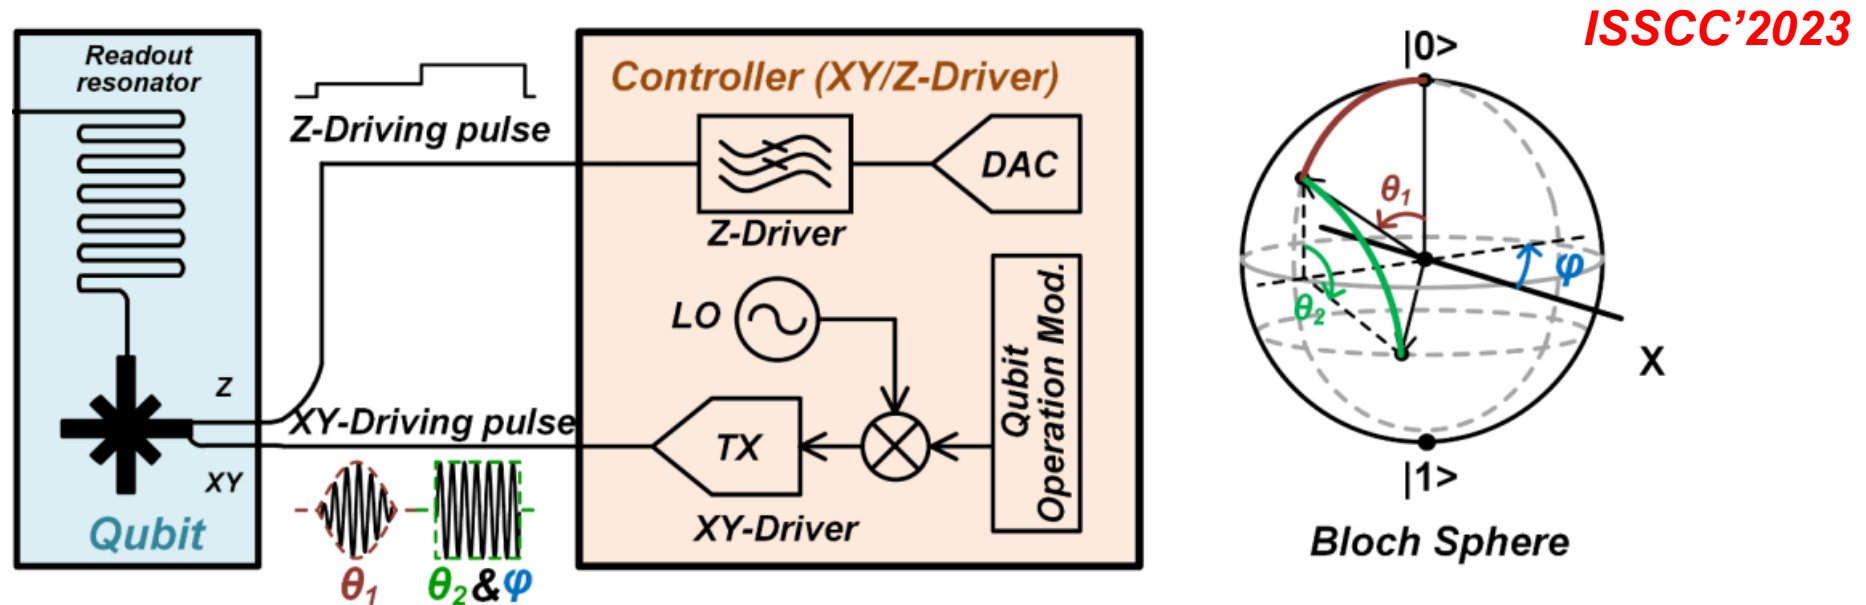 ISSCC'2023
Readout
resonator
Z-Driving pulse
Z
XY-Driving pulse
XY
Qubit
θ1
θ2&φ
Controller (XY/Z-Driver)
DAC
Z-Driver
LO
TX
XY-Driver
Qubit
Operation Mod.
|0>
θ1
φ
θ2
X
|1>
Bloch Sphere